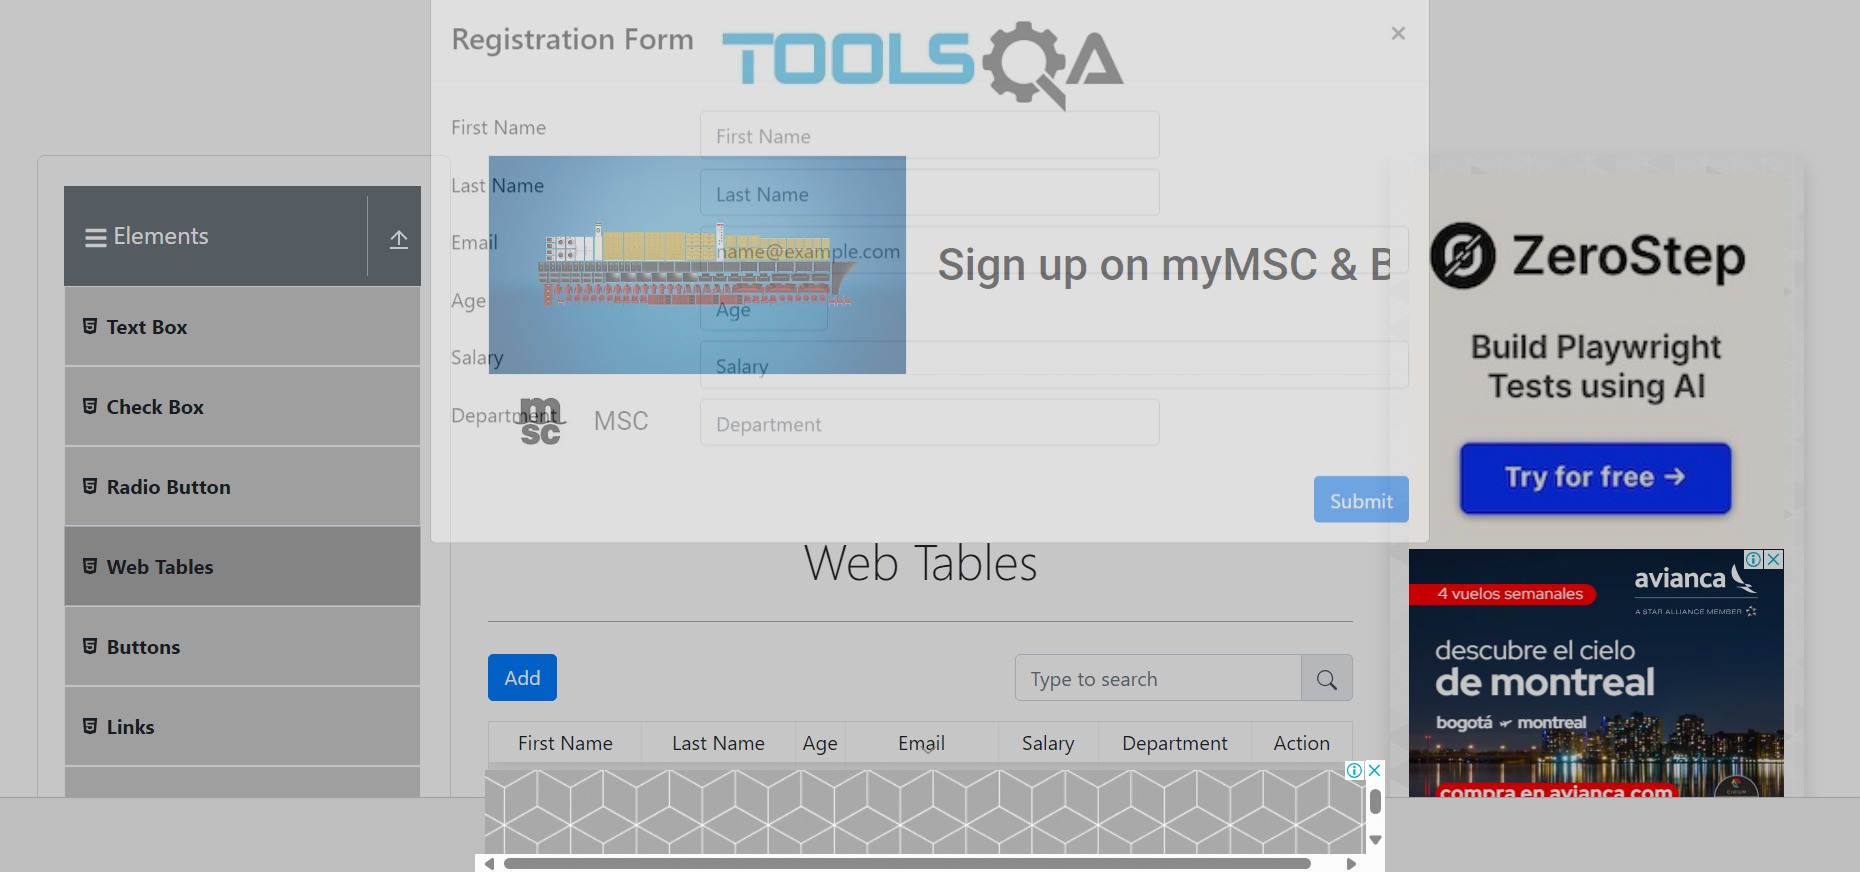 Registration Form
TOOLSQA
×
First Name
First Name
Last Name
Last Name
Email
name@example.com
Age
Age
Salary
Salary
Department
Department
Submit
Sign up on myMSC & B
msc
MSC
Elements
Text Box
Check Box
Radio Button
Web Tables
Buttons
Links
Web Tables
Add
Type to search
First Name Last Name Age Email Salary Department Action
ZeroStep
Build Playwright
Tests using AI
Try for free →
4 vuelos semanales
avianca
A STAR ALLIANCE MEMBER
descubre el cielo
de montreal
bogotá montreal
compra en avianca.com